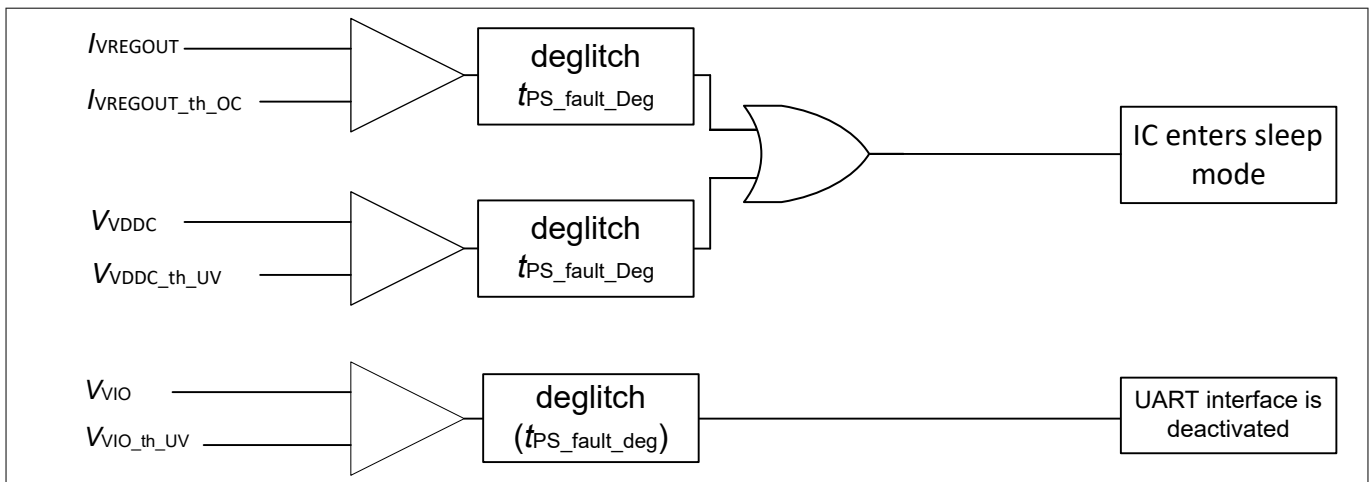 IVREGOUT
IVREGOUT_th_OC
deglitch
tPS_fault_Deg
IC enters sleep
mode
VVDDC
VVDDC_th_UV
deglitch
tPS_fault_Deg
VVIO
VVIO_th_UV
deglitch
(tPS_fault_deg)
UART interface is
deactivated